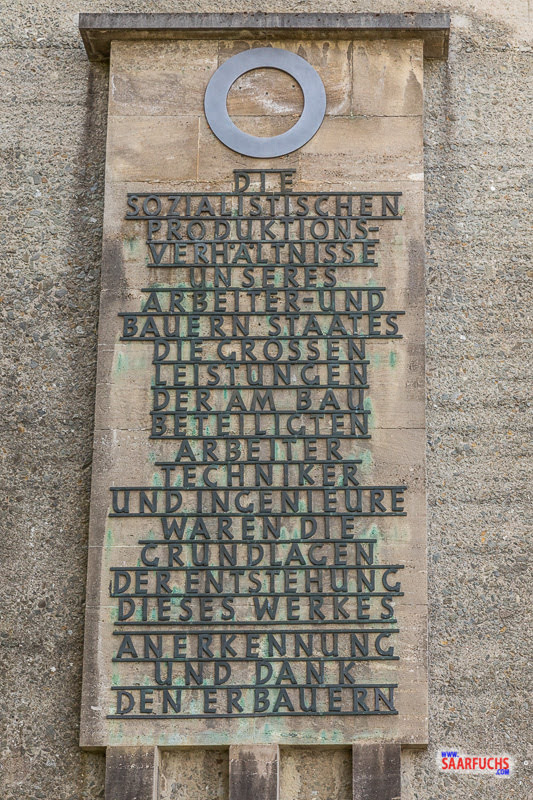 DIE
SOZIALISTISCHEN
PRODUKTIONS-
VERHÄLTNISSE
UNSERES
ARBEITER-UND
BAUERN STAATES
DIE GROSSEN
LEISTUNGEN
DER AM BAU
BETEILIGTEN
ARBEITER
TECHNIKER
UND INGENIEURE
WAREN DIE
GRUNDLAGEN
DER ENTSTEHUNG
DIESES WERKES
ANERKENNUNG
UND DANK
DEN ERBAUERN
WWW.
SAARFUCHS
.COM